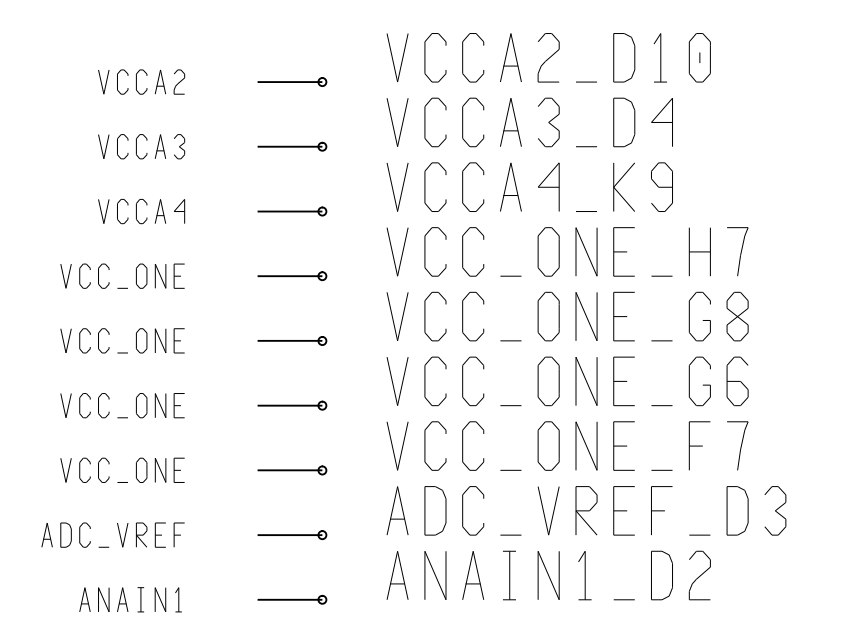 VCCA2 VCCA2_D10
VCCA3 VCCA3_D4
VCCA4 VCCA4_K9
VCC_ONE VCC_ONE_H7
VCC_ONE VCC_ONE_G8
VCC_ONE VCC_ONE_G6
VCC_ONE VCC_ONE_F7
ADC_VREF ADC_VREF_D3
ANAIN1 ANAIN1_D2